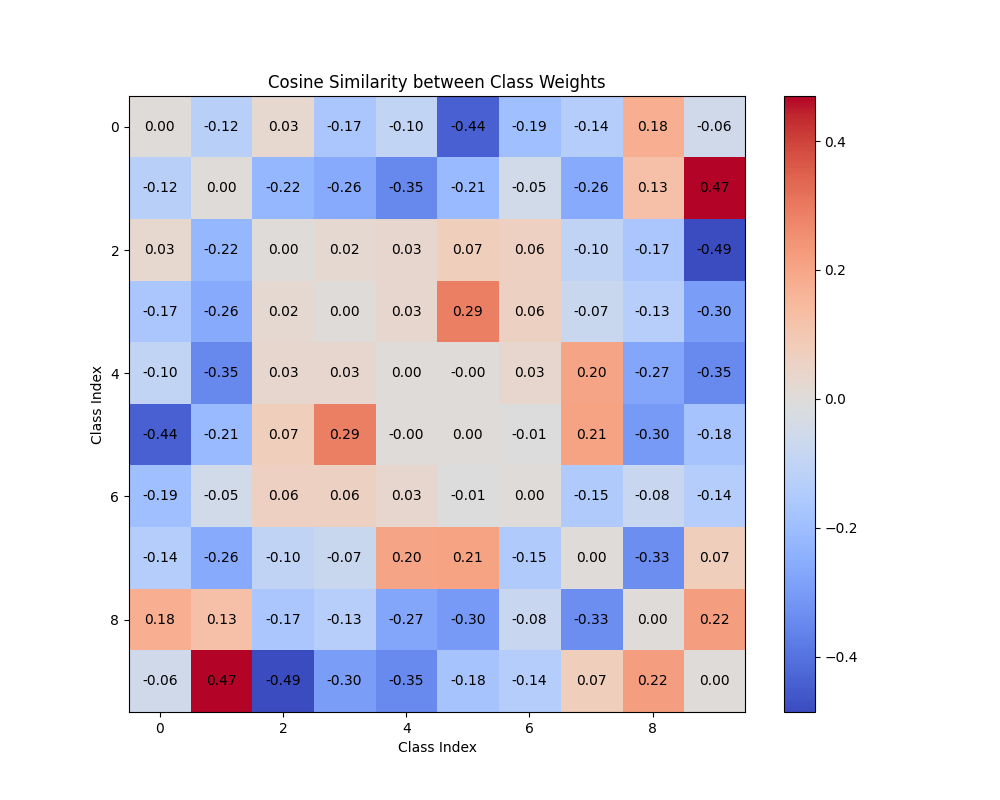 Cosine Similarity between Class Weights
0 0.00 -0.12 0.03 -0.17 -0.10 -0.44 -0.19 -0.14 0.18 -0.06
-0.12 0.00 -0.22 -0.26 -0.35 -0.21 -0.05 -0.26 0.13 0.47
2 0.03 -0.22 0.00 0.02 0.03 0.07 0.06 -0.10 -0.17 -0.49
-0.17 -0.26 0.02 0.00 0.03 0.29 0.06 -0.07 -0.13 -0.30
4 -0.10 -0.35 0.03 0.03 0.00 -0.00 0.03 0.20 -0.27 -0.35
-0.44 -0.21 0.07 0.29 -0.00 0.00 -0.01 0.21 -0.30 -0.18
6 -0.19 -0.05 0.06 0.06 0.03 -0.01 0.00 -0.15 -0.08 -0.14
-0.14 -0.26 -0.10 -0.07 0.20 0.21 -0.15 0.00 -0.33 0.07
8 0.18 0.13 -0.17 -0.13 -0.27 -0.30 -0.08 -0.33 0.00 0.22
-0.06 0.47 -0.49 -0.30 -0.35 -0.18 -0.14 0.07 0.22 0.00
0 2 4 6 8
Class Index
Class Index
0.4
0.2
0.0
−0.2
−0.4